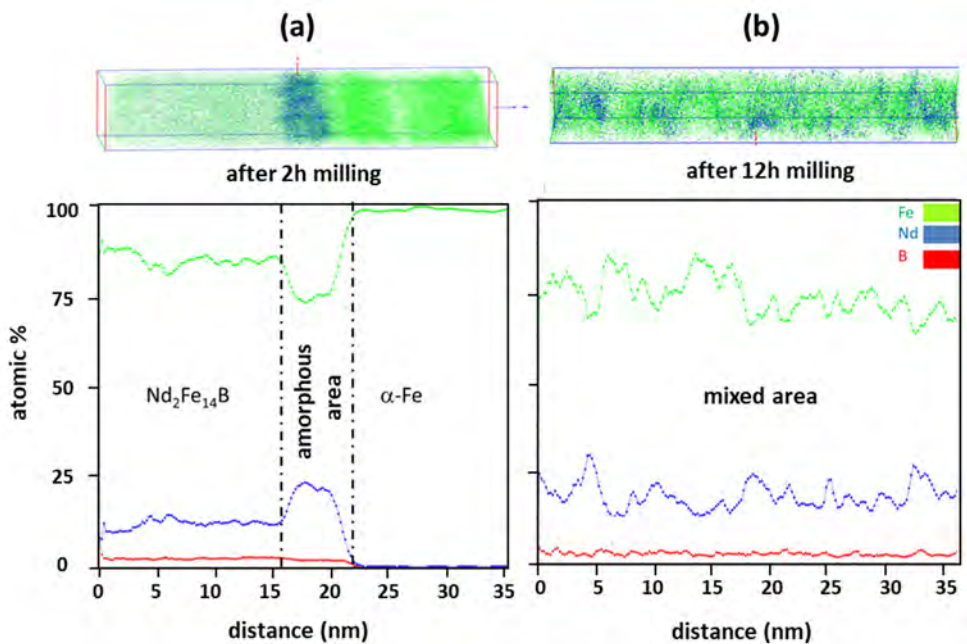 (a)
(b)
after 2h milling
after 12h milling
100
75
50
25
0
atomic %
Nd₂Fe₁₄B
amorphous
area
α-Fe
0 5 10 15 20 25 30 35
distance (nm)
Fe
Nd
B
mixed area
0 5 10 15 20 25 30 35
distance (nm)